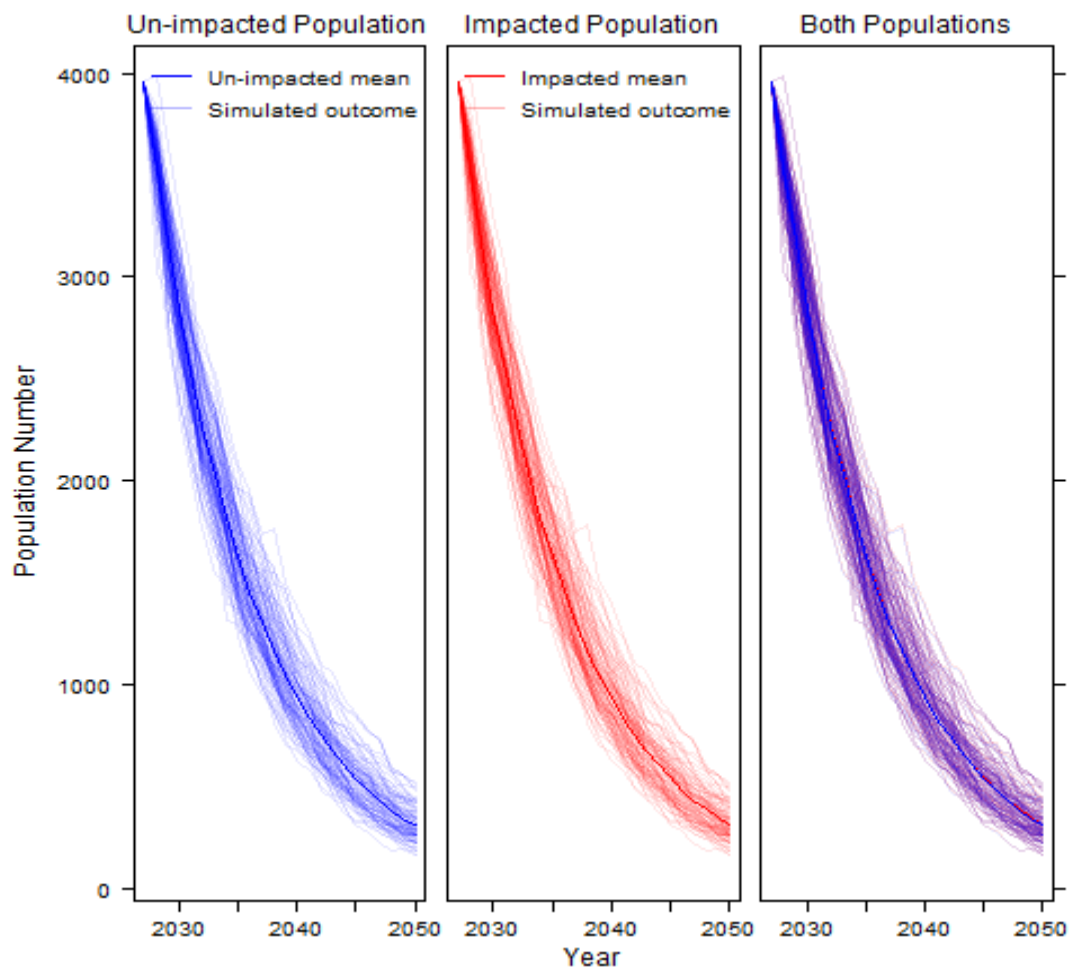 Un-impacted Population Impacted Population Both Populations
Un-impacted mean
Simulated outcome
Impacted mean
Simulated outcome
4000
3000
2000
1000
0
Population Number
2030 2040 2050 2030 2040 2050 2030 2040 2050
Year